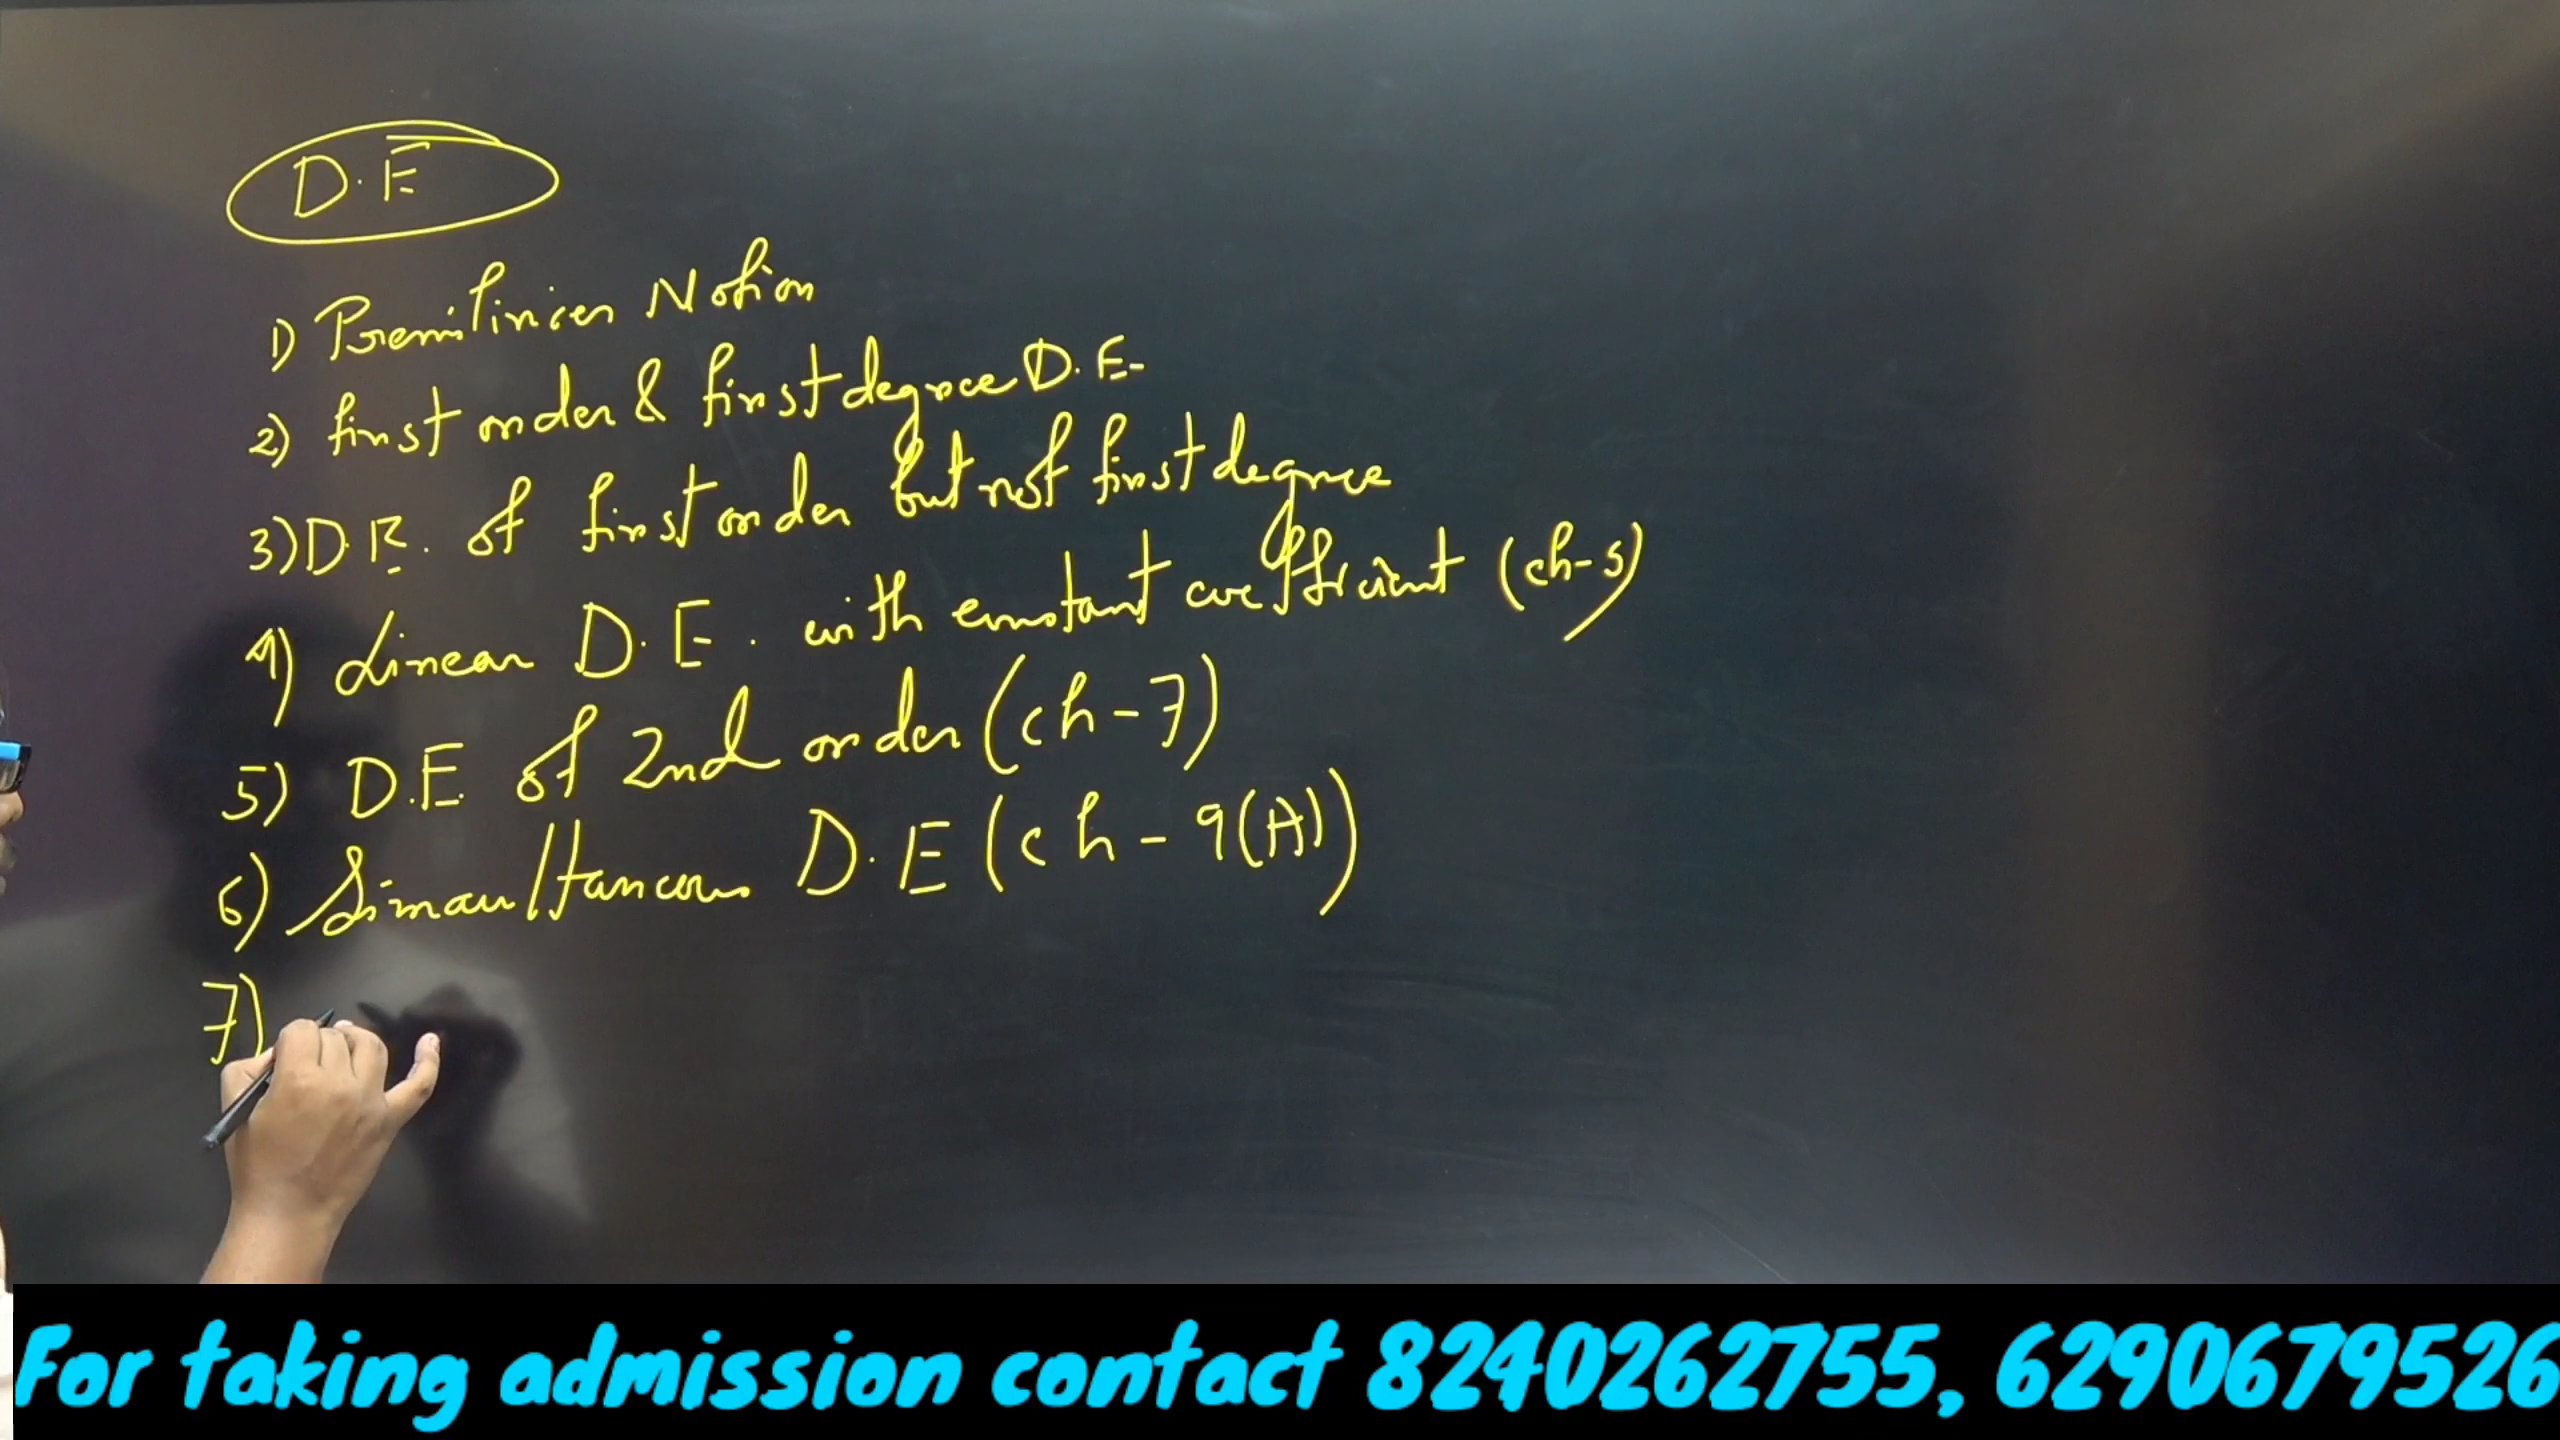 D.E
1) Premilinier Notion
2) first order & first degree D.E.
3) D.E. of first order but not first degree
4) Linear D.E. with constant coefficient (ch-5)
5) D.E. of 2nd order (ch-7)
6) Simaultaneous D.E (ch-9(A))
7)
For taking admission contact 8240262755, 6290679526